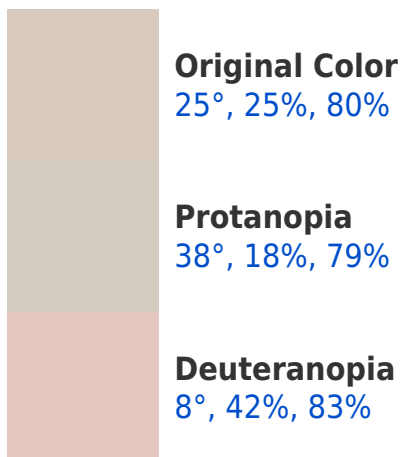 Original Color
25°, 25%, 80%
Protanopia
38°, 18%, 79%
Deuteranopia
8°, 42%, 83%